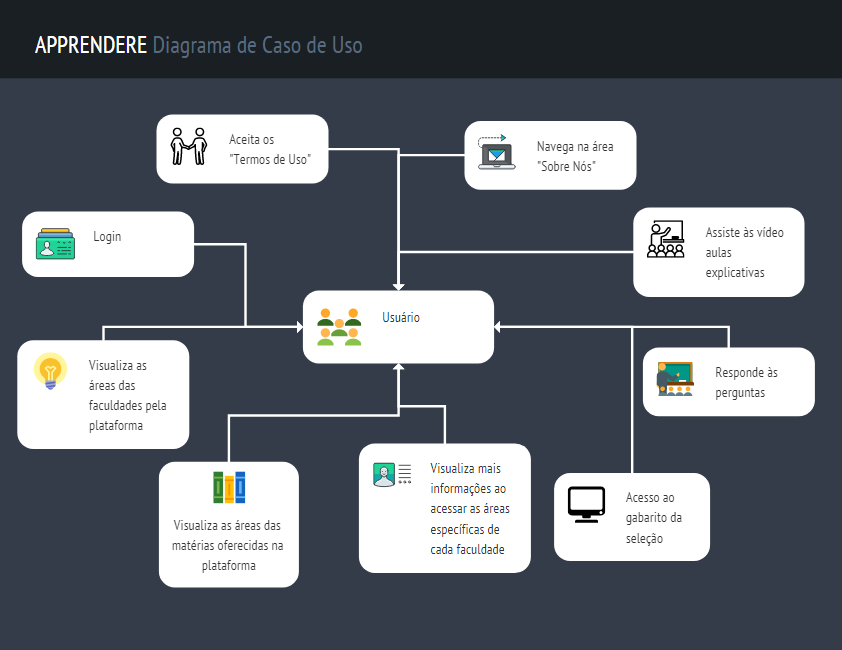 APPRENDERE Diagrama de Caso de Uso
Aceita os
"Termos de Uso"
Navega na área
"Sobre Nós"
Login
Assiste às vídeo
aulas
explicativas
Usuário
Visualiza as
áreas das
faculdades pela
plataforma
Responde às
perguntas
Visualiza as áreas das
matérias oferecidas na
plataforma
Visualiza mais
informações ao
acessar as áreas
específicas de
cada faculdade
Acesso ao
gabarito da
seleção